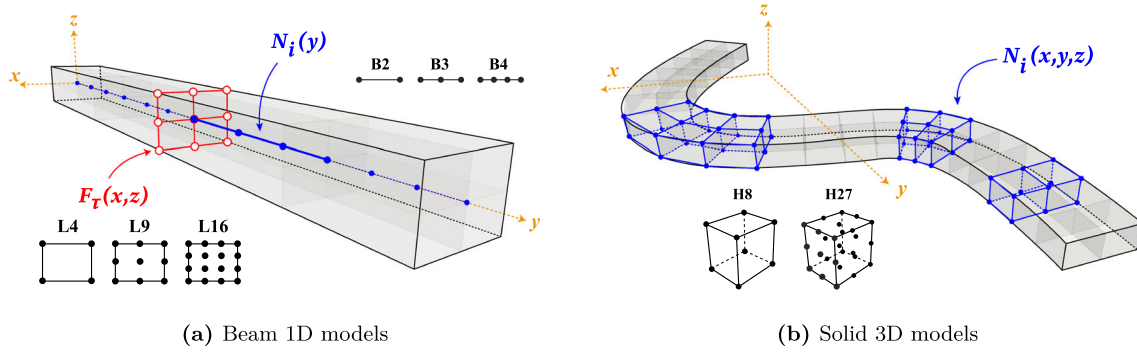 z
x
N_i(y)
B2 B3 B4
F_τ(x,z)
y
L4 L9 L16
(a) Beam 1D models
z
x
N_i(x,y,z)
y
H8 H27
(b) Solid 3D models